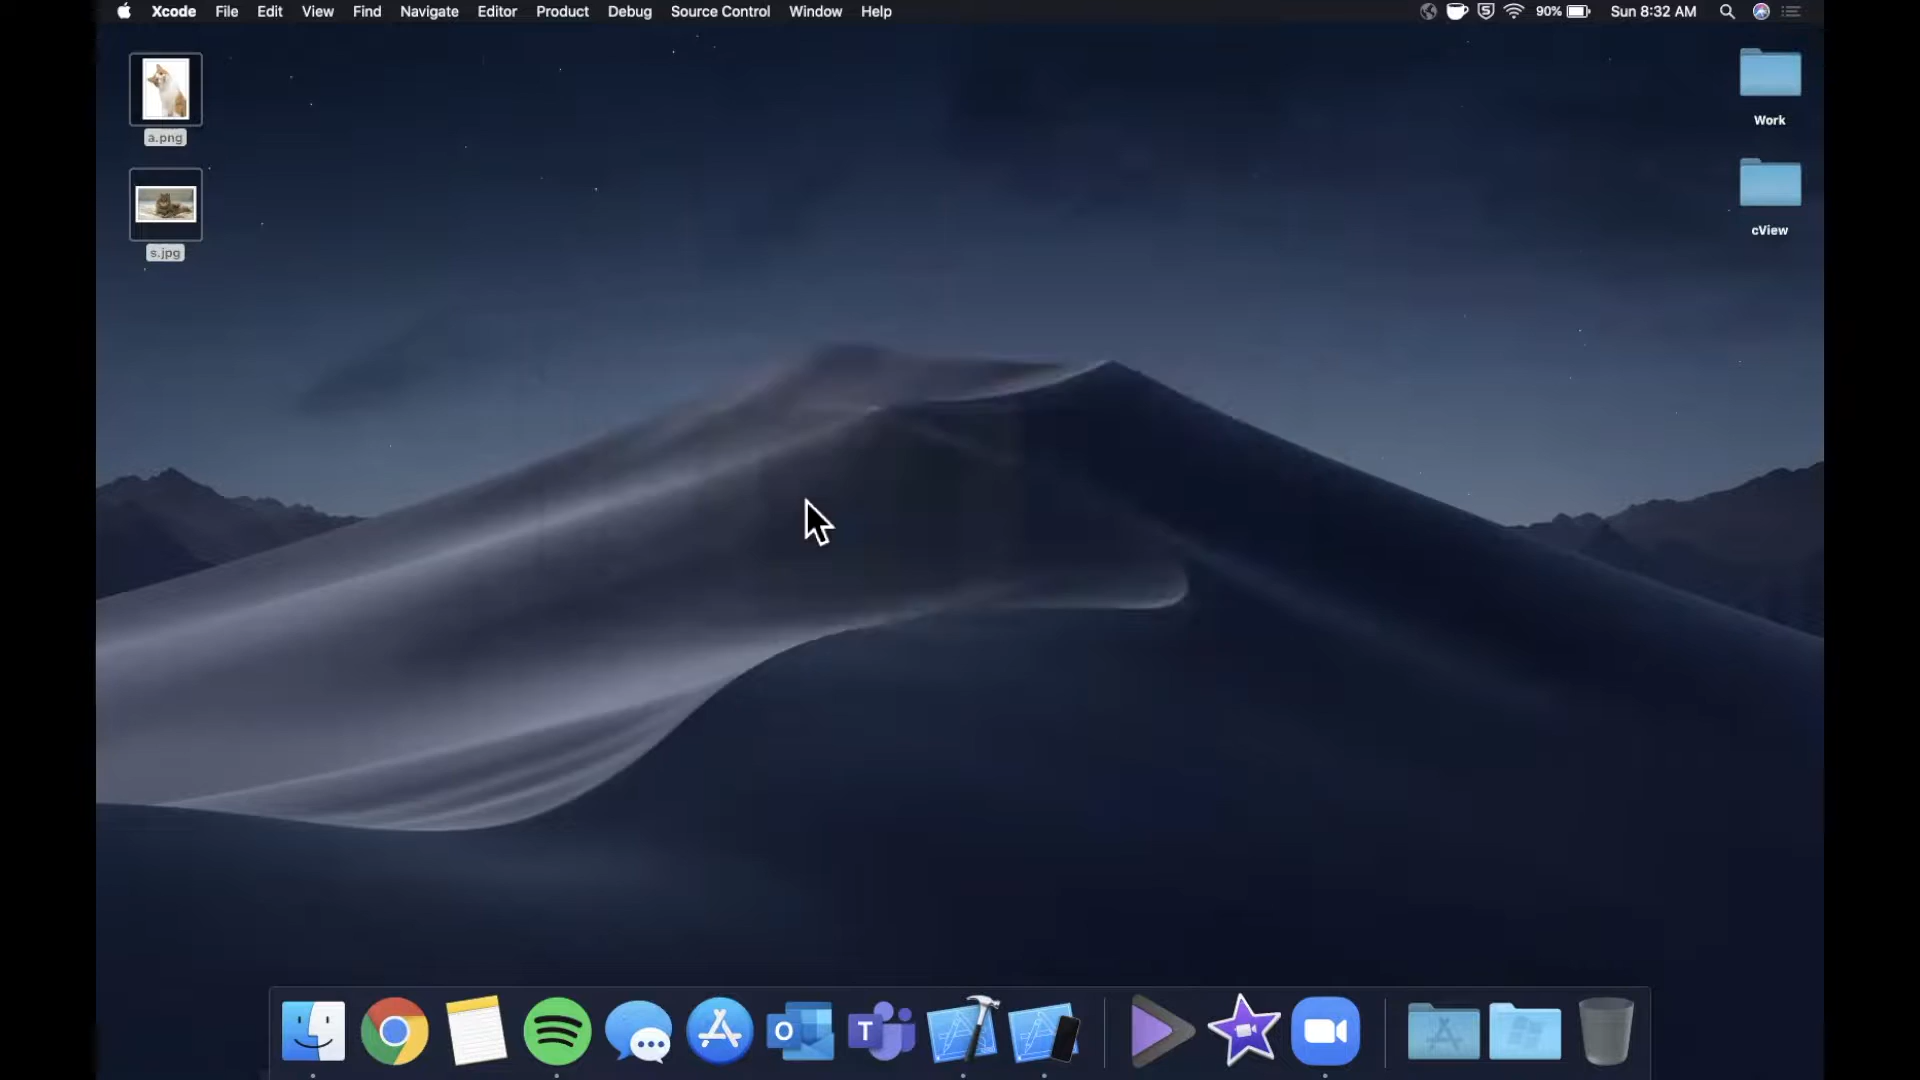 Xcode File Edit View Find Navigate Editor Product Debug Source Control Window Help 90% Sun 8:32 AM
a.png
s.jpg
Work
cView